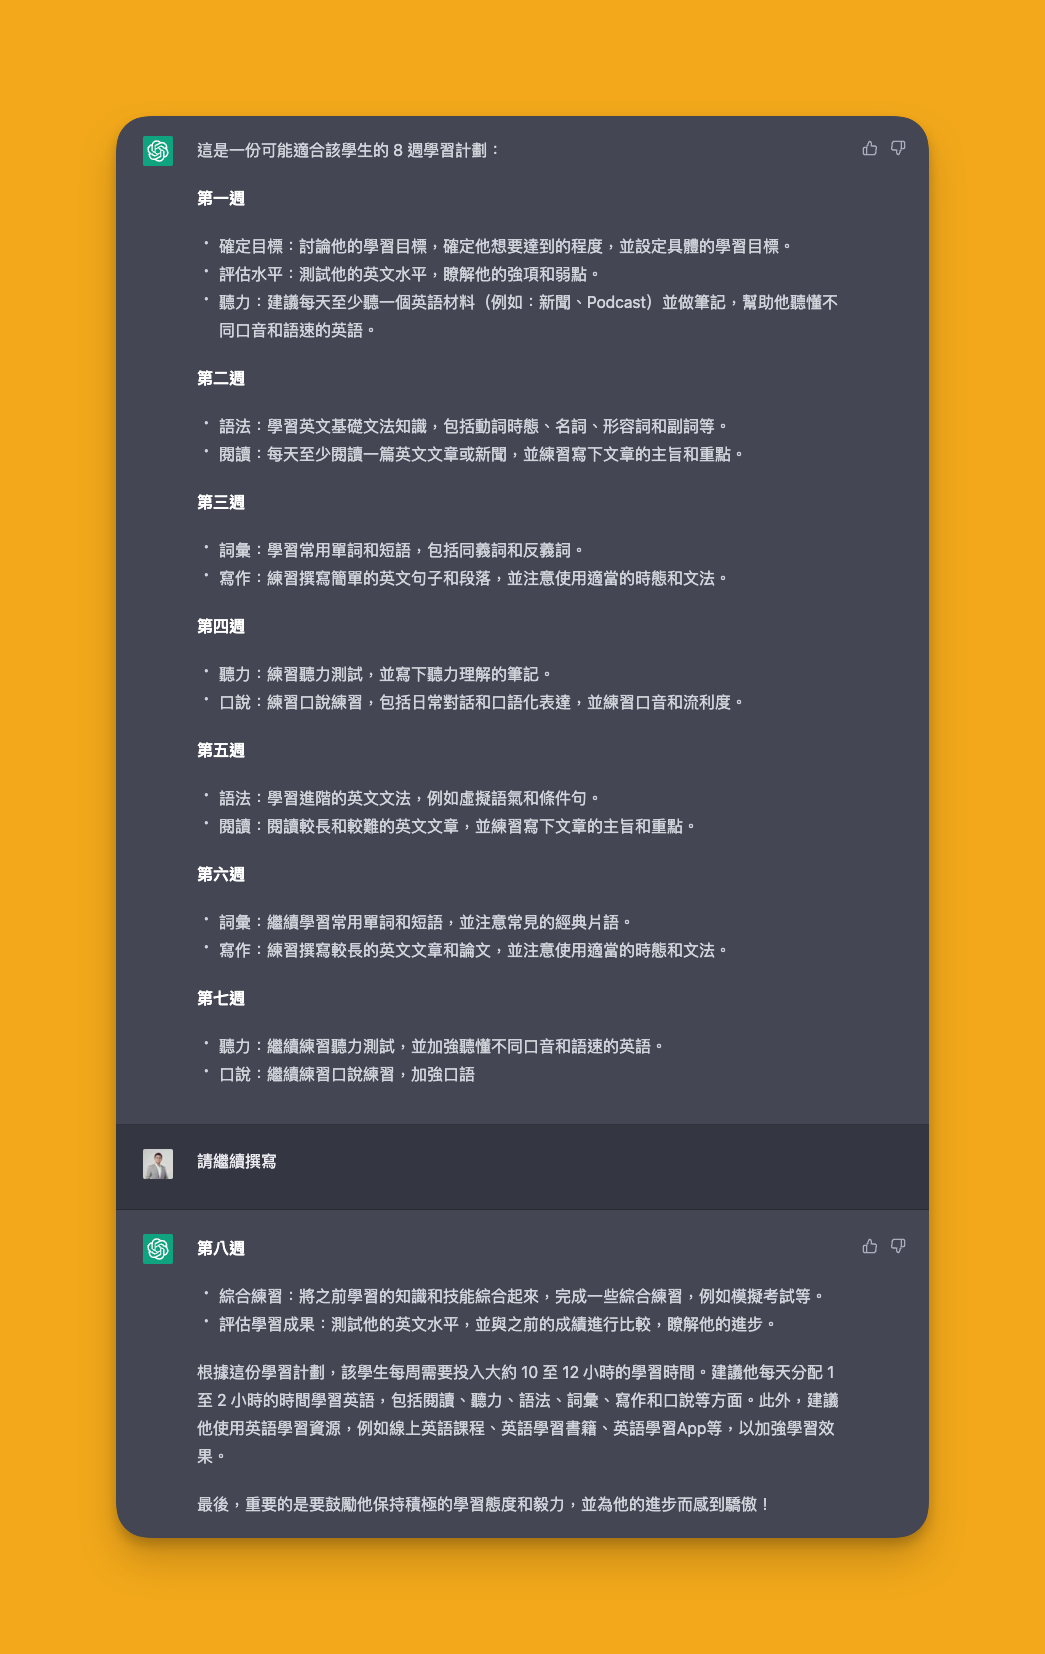 這是一份可能適合該學生的 8 週學習計劃：
第一週
• 確定目標：討論他的學習目標，確定他想要達到的程度，並設定具體的學習目標。
• 評估水平：測試他的英文水平，瞭解他的強項和弱點。
• 聽力：建議每天至少聽一個英語材料（例如：新聞、Podcast）並做筆記，幫助他聽懂不
同口音和語速的英語。
第二週
• 語法：學習英文基礎文法知識，包括動詞時態、名詞、形容詞和副詞等。
• 閱讀：每天至少閱讀一篇英文文章或新聞，並練習寫下文章的主旨和重點。
第三週
• 詞彙：學習常用單詞和短語，包括同義詞和反義詞。
• 寫作：練習撰寫簡單的英文句子和段落，並注意使用適當的時態和文法。
第四週
• 聽力：練習聽力測試，並寫下聽力理解的筆記。
• 口說：練習口說練習，包括日常對話和口語化表達，並練習口音和流利度。
第五週
• 語法：學習進階的英文文法，例如虛擬語氣和條件句。
• 閱讀：閱讀較長和較難的英文文章，並練習寫下文章的主旨和重點。
第六週
• 詞彙：繼續學習常用單詞和短語，並注意常見的經典片語。
• 寫作：練習撰寫較長的英文文章和論文，並注意使用適當的時態和文法。
第七週
• 聽力：繼續練習聽力測試，並加強聽懂不同口音和語速的英語。
• 口說：繼續練習口說練習，加強口語
請繼續撰寫
第八週
• 綜合練習：將之前學習的知識和技能綜合起來，完成一些綜合練習，例如模擬考試等。
• 評估學習成果：測試他的英文水平，並與之前的成績進行比較，瞭解他的進步。
根據這份學習計劃，該學生每周需要投入大約 10 至 12 小時的學習時間。建議他每天分配 1
至 2 小時的時間學習英語，包括閱讀、聽力、語法、詞彙、寫作和口說等方面。此外，建議
他使用英語學習資源，例如線上英語課程、英語學習書籍、英語學習App等，以加強學習效
果。
最後，重要的是要鼓勵他保持積極的學習態度和毅力，並為他的進步而感到驕傲！